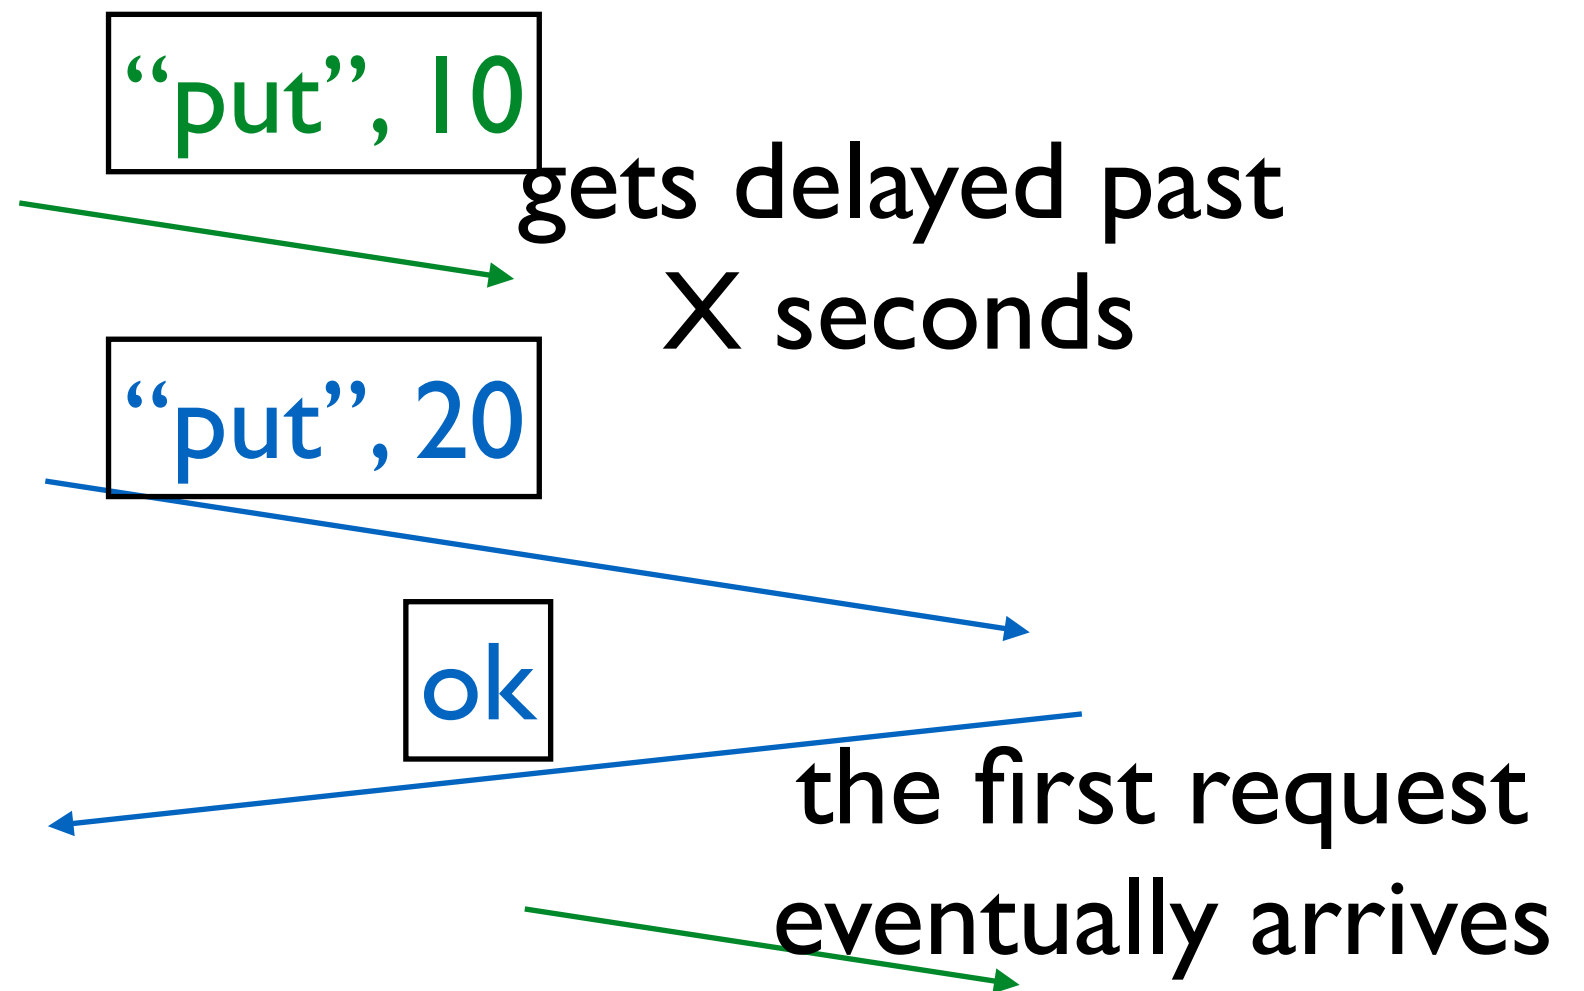 “put”, 10
gets delayed past
X seconds
“put”, 20
ok
the first request
eventually arrives